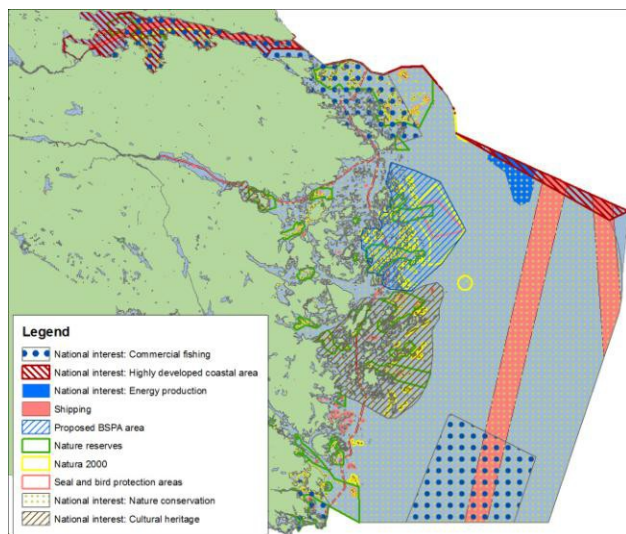 Legend
National interest: Commercial fishing
National interest: Highly developed coastal area
National interest: Energy production
Shipping
Proposed BSPA area
Nature reserves
Natura 2000
Seal and bird protection areas
National interest: Nature conservation
National interest: Cultural heritage